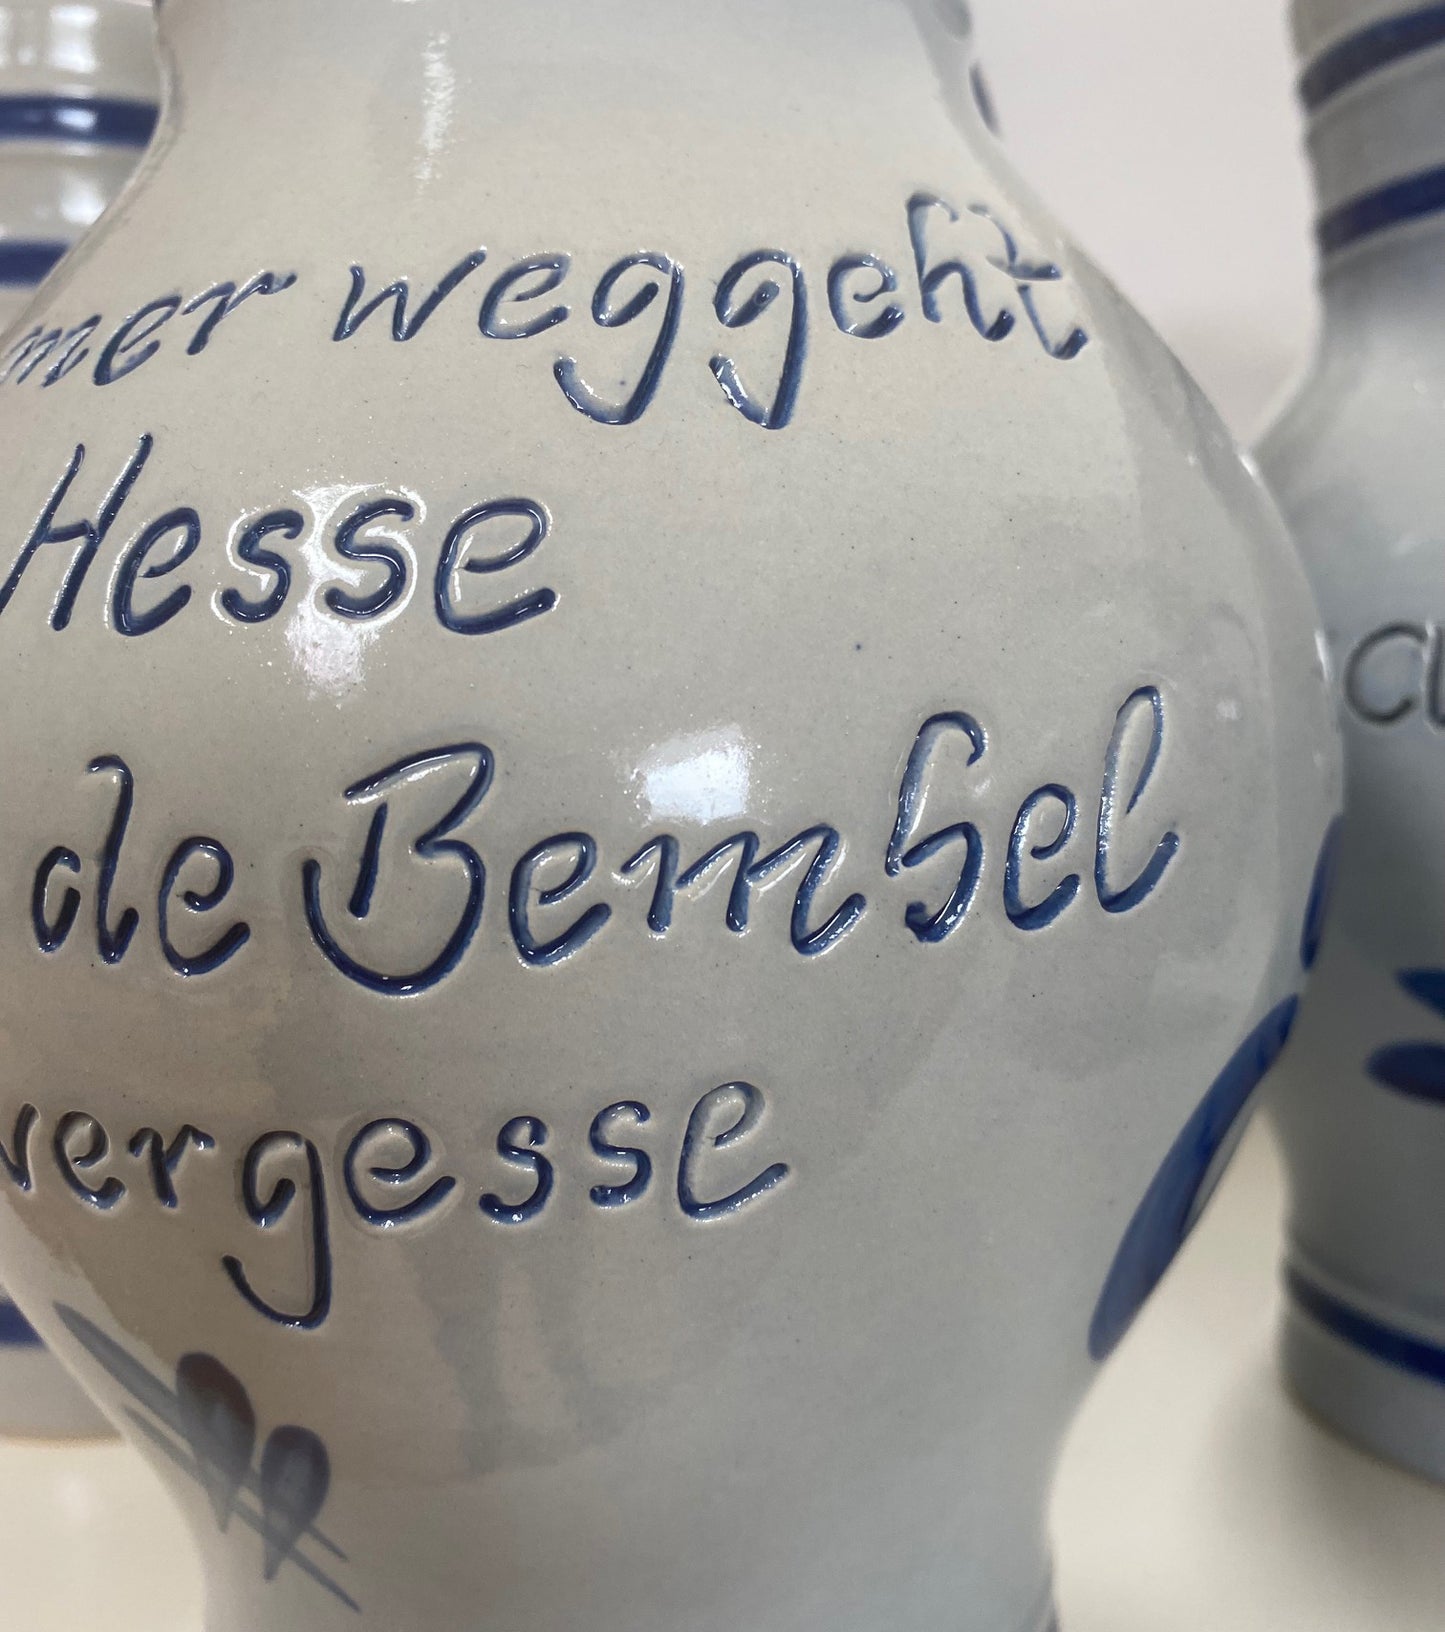 mer weggeht
Hesse
de Bembel
vergesse